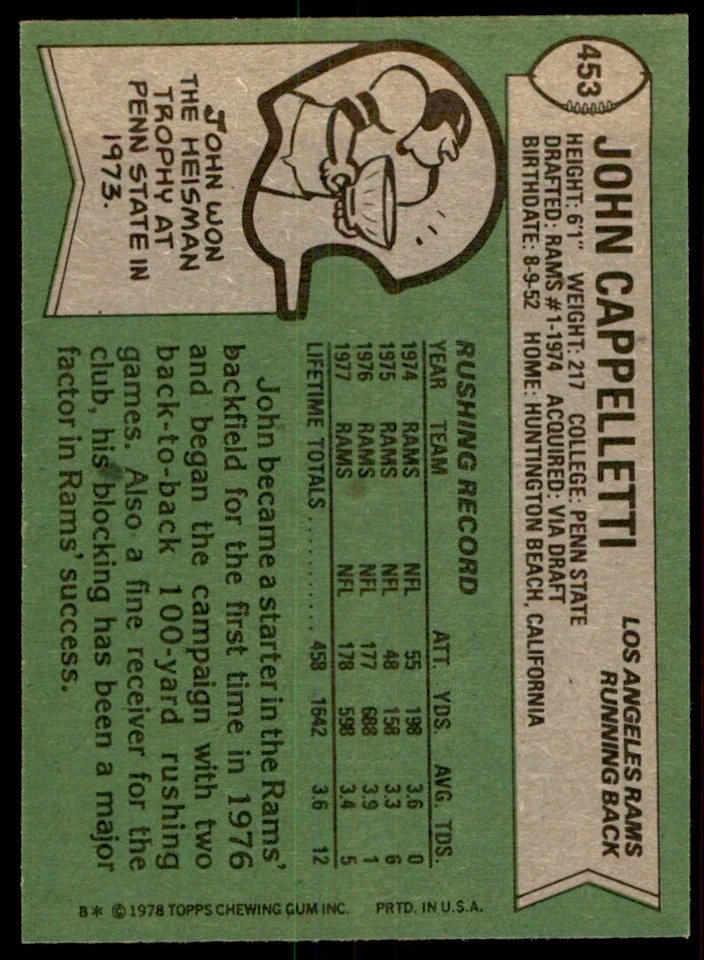 453
JOHN CAPPELLETTI
LOS ANGELES RAMS
RUNNING BACK
HEIGHT: 6'1" WEIGHT: 217 COLLEGE: PENN STATE
DRAFTED: RAMS #1-1974 ACQUIRED: VIA DRAFT
BIRTHDATE: 8-9-52 HOME: HUNTINGTON BEACH, CALIFORNIA
JOHN WON
THE HEISMAN
TROPHY AT
PENN STATE IN
1973.
RUSHING RECORD
YEAR TEAM ATT. YDS. AVG. TDS.
1974 RAMS NFL 55 198 3.6 0
1975 RAMS NFL 48 158 3.3 6
1976 RAMS NFL 177 688 3.9 1
1977 RAMS NFL 178 598 3.4 5
LIFETIME TOTALS .............. 458 1642 3.6 12
John became a starter in the Rams'
backfield for the first time in 1976
and began the campaign with two
back-to-back 100-yard rushing
games. Also a fine receiver for the
club, his blocking has been a major
factor in Rams' success.
B* © 1978 TOPPS CHEWING GUM INC. PRTD. IN U.S.A.